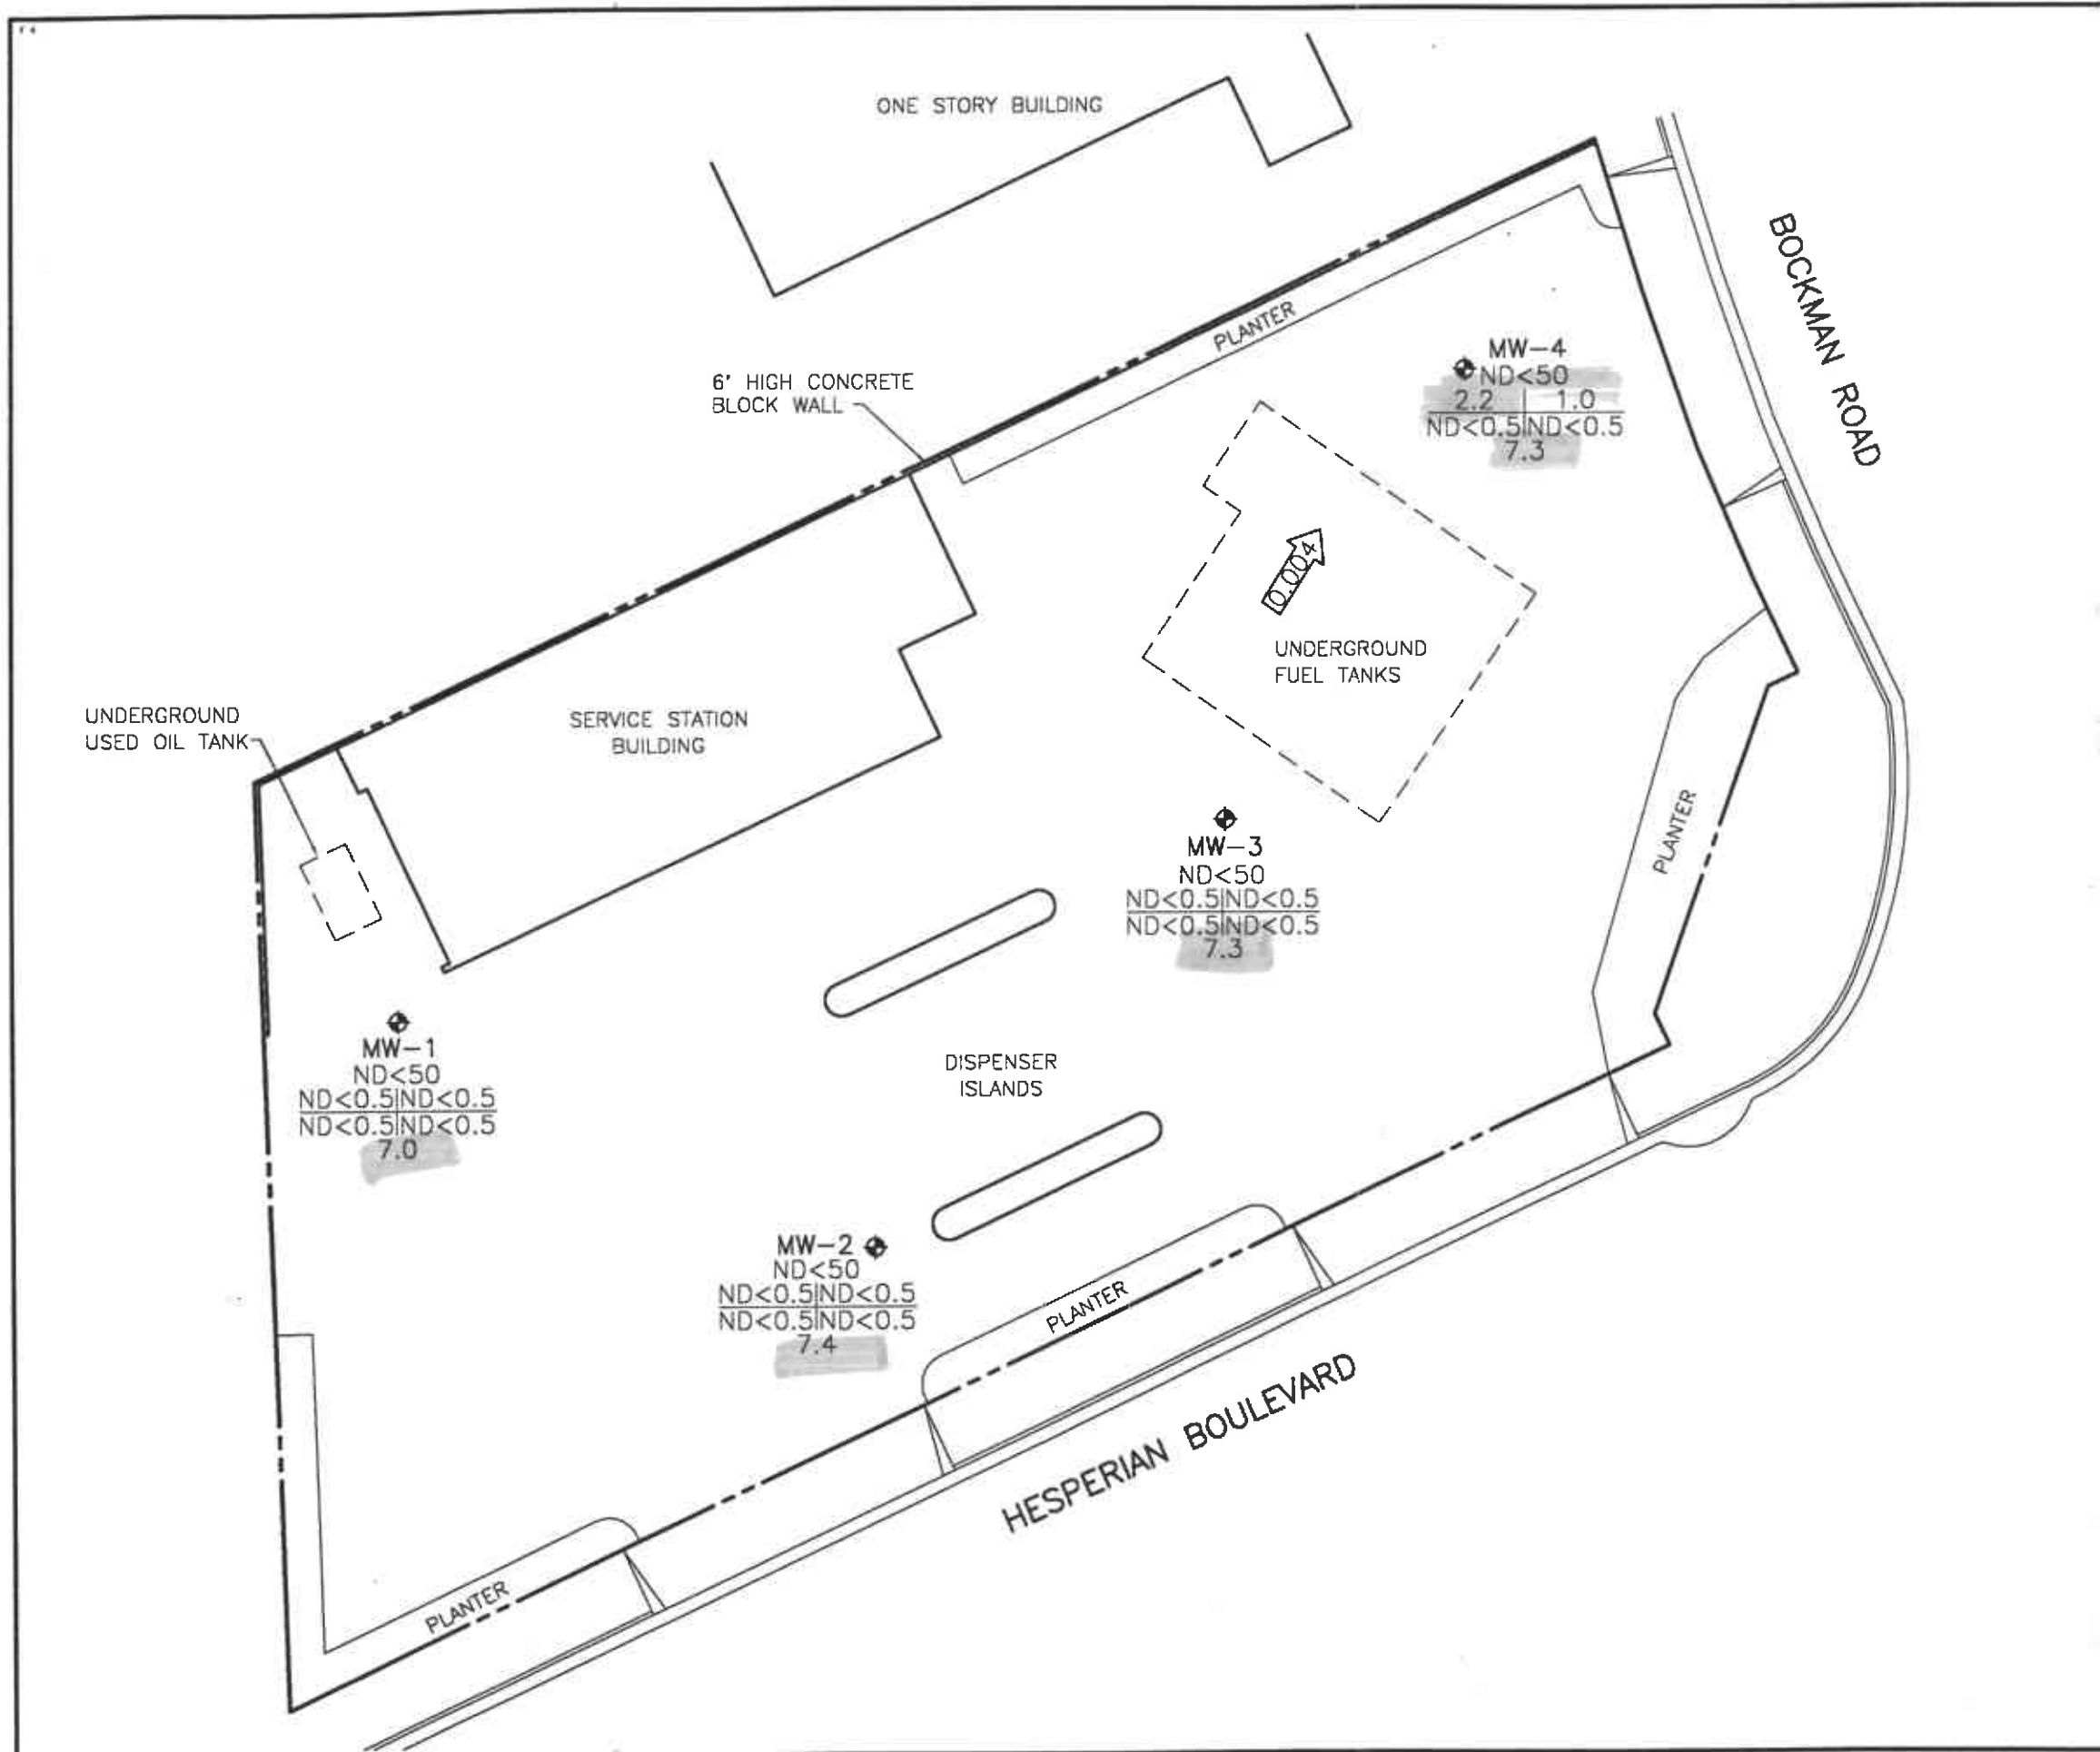 ONE STORY BUILDING
BOCKMAN ROAD
PLANTER
6' HIGH CONCRETE
BLOCK WALL
MW-4
ND<50
2.2 | 1.0
ND<0.5|ND<0.5
7.3
0.004
UNDERGROUND
FUEL TANKS
UNDERGROUND
USED OIL TANK
SERVICE STATION
BUILDING
PLANTER
MW-3
ND<50
ND<0.5|ND<0.5
ND<0.5|ND<0.5
7.3
MW-1
ND<50
ND<0.5|ND<0.5
ND<0.5|ND<0.5
7.0
DISPENSER
ISLANDS
MW-2
ND<50
ND<0.5|ND<0.5
ND<0.5|ND<0.5
7.4
PLANTER
HESPERIAN BOULEVARD
PLANTER